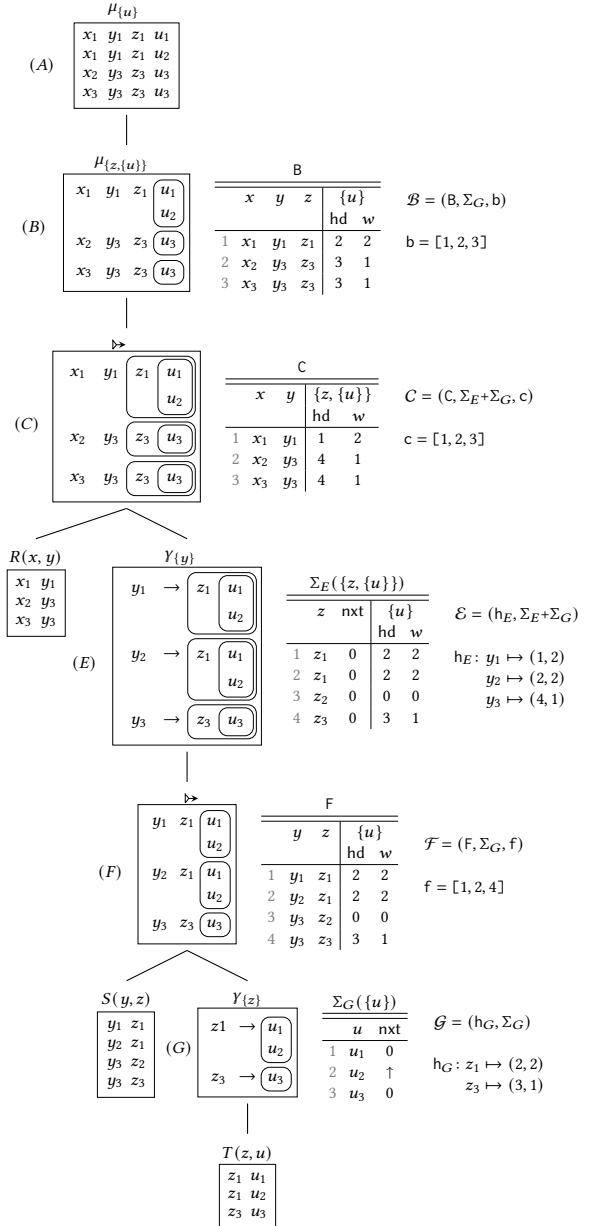 μ{u}
(A)
x1 y1 z1 u1
x1 y1 z1 u2
x2 y3 z3 u3
x3 y3 z3 u3
μ{z,{u}}
(B)
x1 y1 z1 u1
u2
x2 y3 z3 u3
x3 y3 z3 u3
B
x y z {u}
hd w
1 x1 y1 z1 2 2
2 x2 y3 z3 3 1
3 x3 y3 z3 3 1
ℬ = (B, ΣG, b)
b = [1, 2, 3]
(C)
x1 y1 z1 u1
u2
x2 y3 z3 u3
x3 y3 z3 u3
C
x y {z, {u}}
hd w
1 x1 y1 1 2
2 x2 y3 4 1
3 x3 y3 4 1
𝒞 = (C, ΣE+ΣG, c)
c = [1, 2, 3]
R(x, y)
x1 y1
x2 y3
x3 y3
γ{y}
(E)
y1 → z1 u1
u2
y2 → z1 u1
u2
y3 → z3 u3
ΣE({z, {u}})
z nxt {u}
hd w
1 z1 0 2 2
2 z1 0 2 2
3 z2 0 0 0
4 z3 0 3 1
ℰ = (hE, ΣE+ΣG)
hE: y1 ↦ (1, 2)
y2 ↦ (2, 2)
y3 ↦ (4, 1)
(F)
y1 z1 u1
u2
y2 z1 u1
u2
y3 z3 u3
F
y z {u}
hd w
1 y1 z1 2 2
2 y2 z1 2 2
3 y3 z2 0 0
4 y3 z3 3 1
ℱ = (F, ΣG, f)
f = [1, 2, 4]
S(y, z)
y1 z1
y2 z1
y3 z2
y3 z3
γ{z}
(G)
z1 → u1
u2
z3 → u3
ΣG({u})
u nxt
1 u1 0
2 u2 ↑
3 u3 0
𝒢 = (hG, ΣG)
hG: z1 ↦ (2, 2)
z3 ↦ (3, 1)
T(z, u)
z1 u1
z1 u2
z3 u3